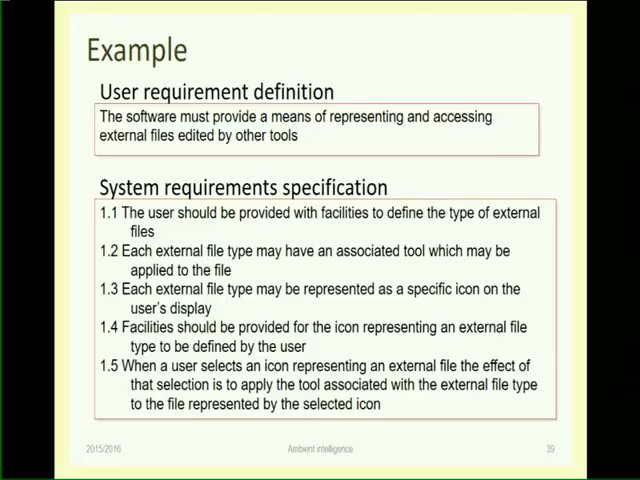 Example
User requirement definition
The software must provide a means of representing and accessing
external files edited by other tools
System requirements specification
1.1 The user should be provided with facilities to define the type of external
files
1.2 Each external file type may have an associated tool which may be
applied to the file
1.3 Each external file type may be represented as a specific icon on the
user's display
1.4 Facilities should be provided for the icon representing an external file
type to be defined by the user
1.5 When a user selects an icon representing an external file the effect of
that selection is to apply the tool associated with the external file type
to the file represented by the selected icon
2015/2016 Ambient intelligence 39